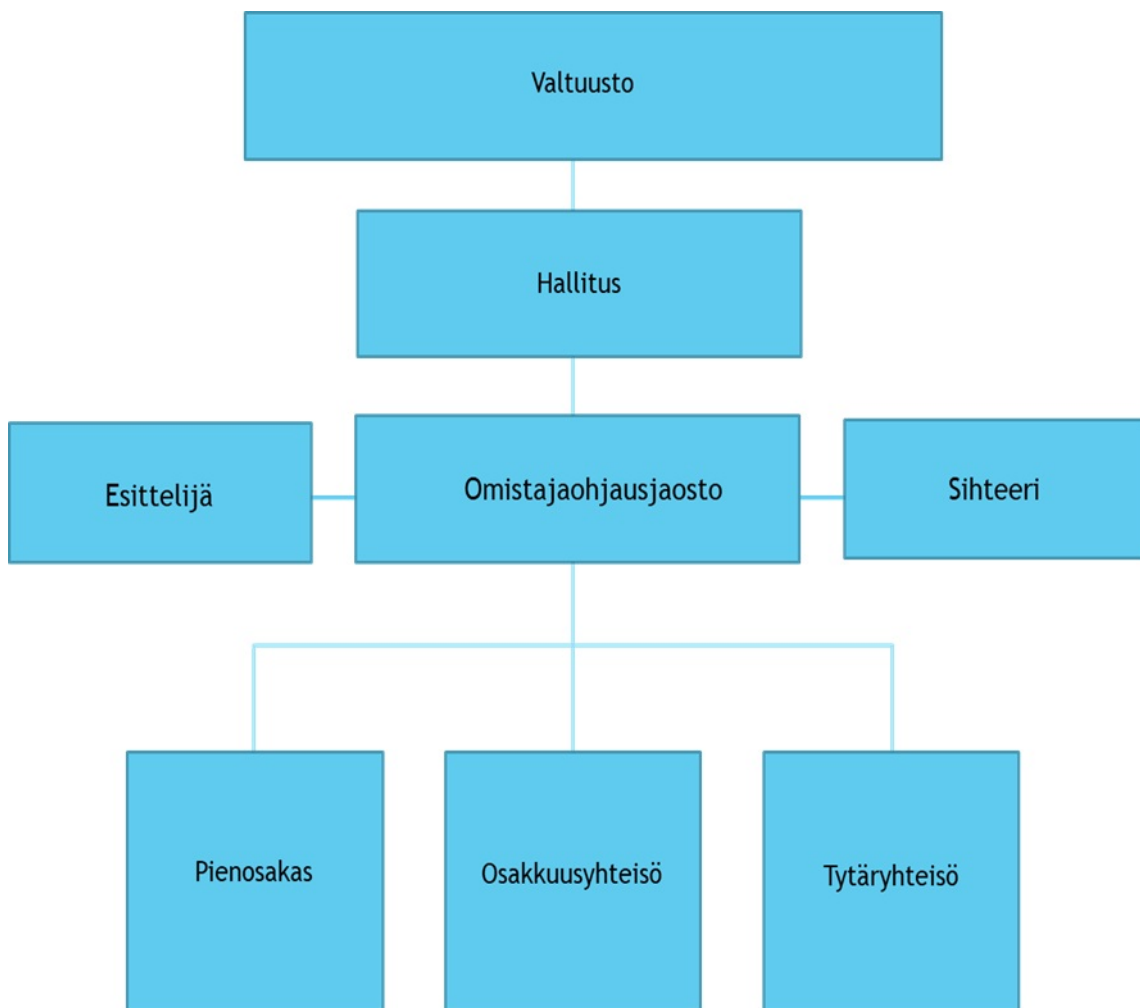 Valtuusto
Hallitus
Esittelijä
Omistajaohjausjaosto
Sihteeri
Pienosakas
Osakkuusyhteisö
Tytäryhteisö